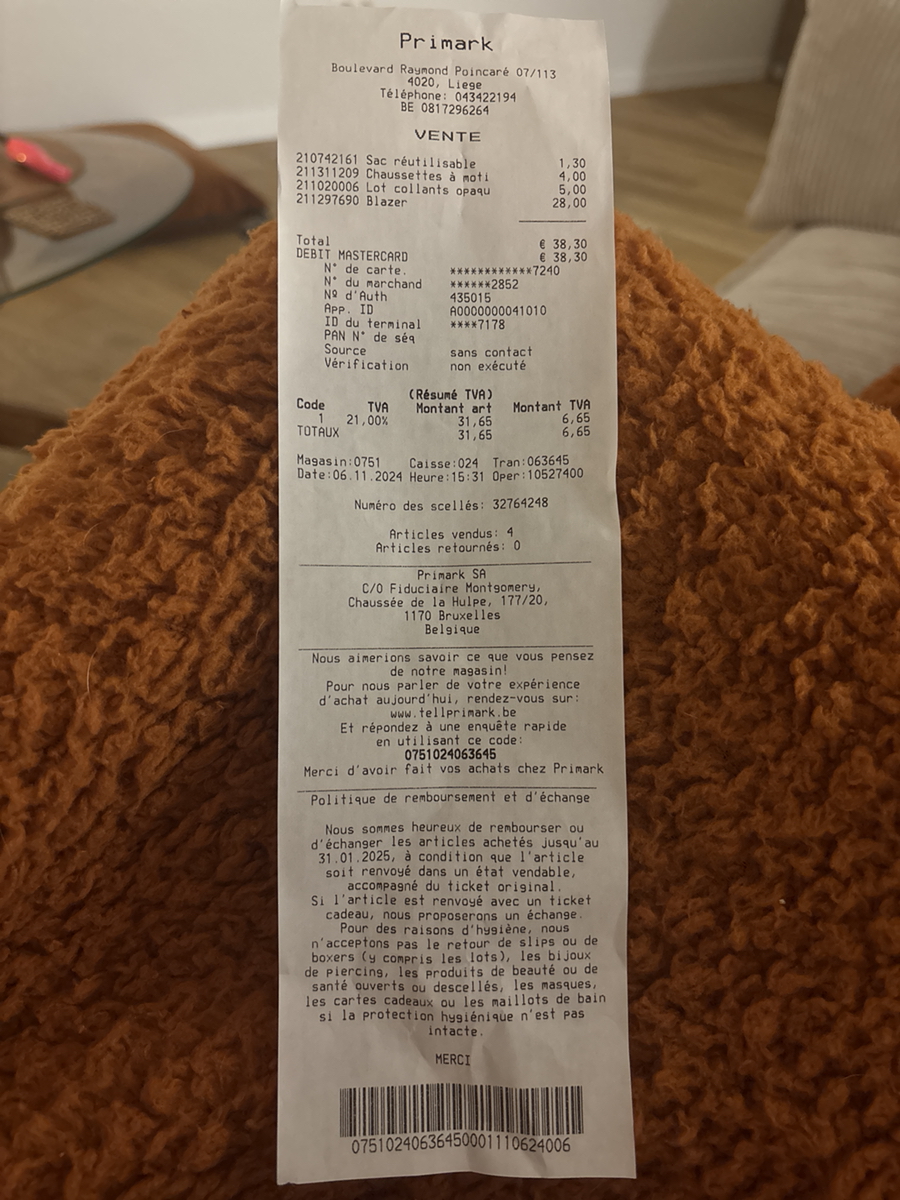 Primark
Boulevard Raymond Poincaré 07/113
4020, Liege
Téléphone: 043422194
BE 0817296264
VENTE
210742161 Sac réutilisable 1,30
211311209 Chaussettes à moti 4,00
211020006 Lot collants opaqu 5,00
211297690 Blazer 28,00
Total € 38,30
DEBIT MASTERCARD € 38,30
N° de carte. ************7240
N° du marchand ******2852
Nº d'Auth 435015
App. ID A0000000041010
ID du terminal ****7178
PAN N° de séq
Source sans contact
Vérification non exécuté
(Résumé TVA)
Code TVA Montant art Montant TVA
1 21,00% 31,65 6,65
TOTAUX 31,65 6,65
Magasin:0751 Caisse:024 Tran:063645
Date:06.11.2024 Heure:15:31 Oper:10527400
Numéro des scellés: 32764248
Articles vendus: 4
Articles retournés: 0
Primark SA
C/O Fiduciaire Montgomery,
Chaussée de la Hulpe, 177/20,
1170 Bruxelles
Belgique
Nous aimerions savoir ce que vous pensez
de notre magasin!
Pour nous parler de votre expérience
d'achat aujourd'hui, rendez-vous sur:
www.tellprimark.be
Et répondez à une enquête rapide
en utilisant ce code:
0751024063645
Merci d'avoir fait vos achats chez Primark
Politique de remboursement et d'échange
Nous sommes heureux de rembourser ou
d'échanger les articles achetés jusqu'au
31.01.2025, à condition que l'article
soit renvoyé dans un état vendable,
accompagné du ticket original.
Si l'article est renvoyé avec un ticket
cadeau, nous proposerons un échange.
Pour des raisons d'hygiène, nous
n'acceptons pas le retour de slips ou de
boxers (y compris les lots), les bijoux
de piercing, les produits de beauté ou de
santé ouverts ou descellés, les masques,
les cartes cadeaux ou les maillots de bain
si la protection hygiénique n'est pas
intacte.
MERCI
07510240636450001110624006